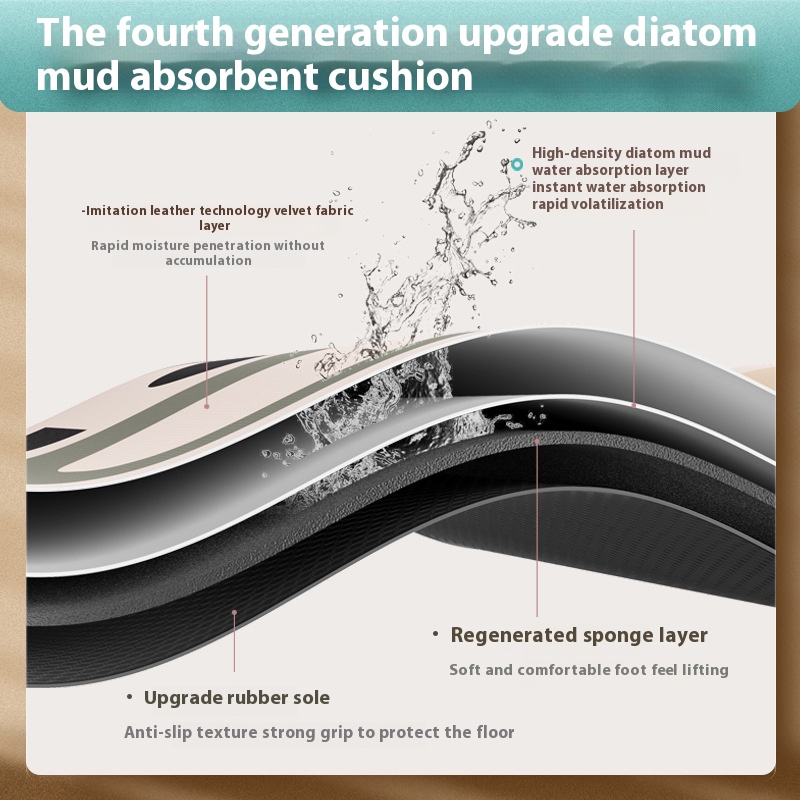 The fourth generation upgrade diatom
mud absorbent cushion
High-density diatom mud
water absorption layer
instant water absorption
rapid volatilization
-Imitation leather technology velvet fabric
layer
Rapid moisture penetration without
accumulation
• Regenerated sponge layer
Soft and comfortable foot feel lifting
• Upgrade rubber sole
Anti-slip texture strong grip to protect the floor